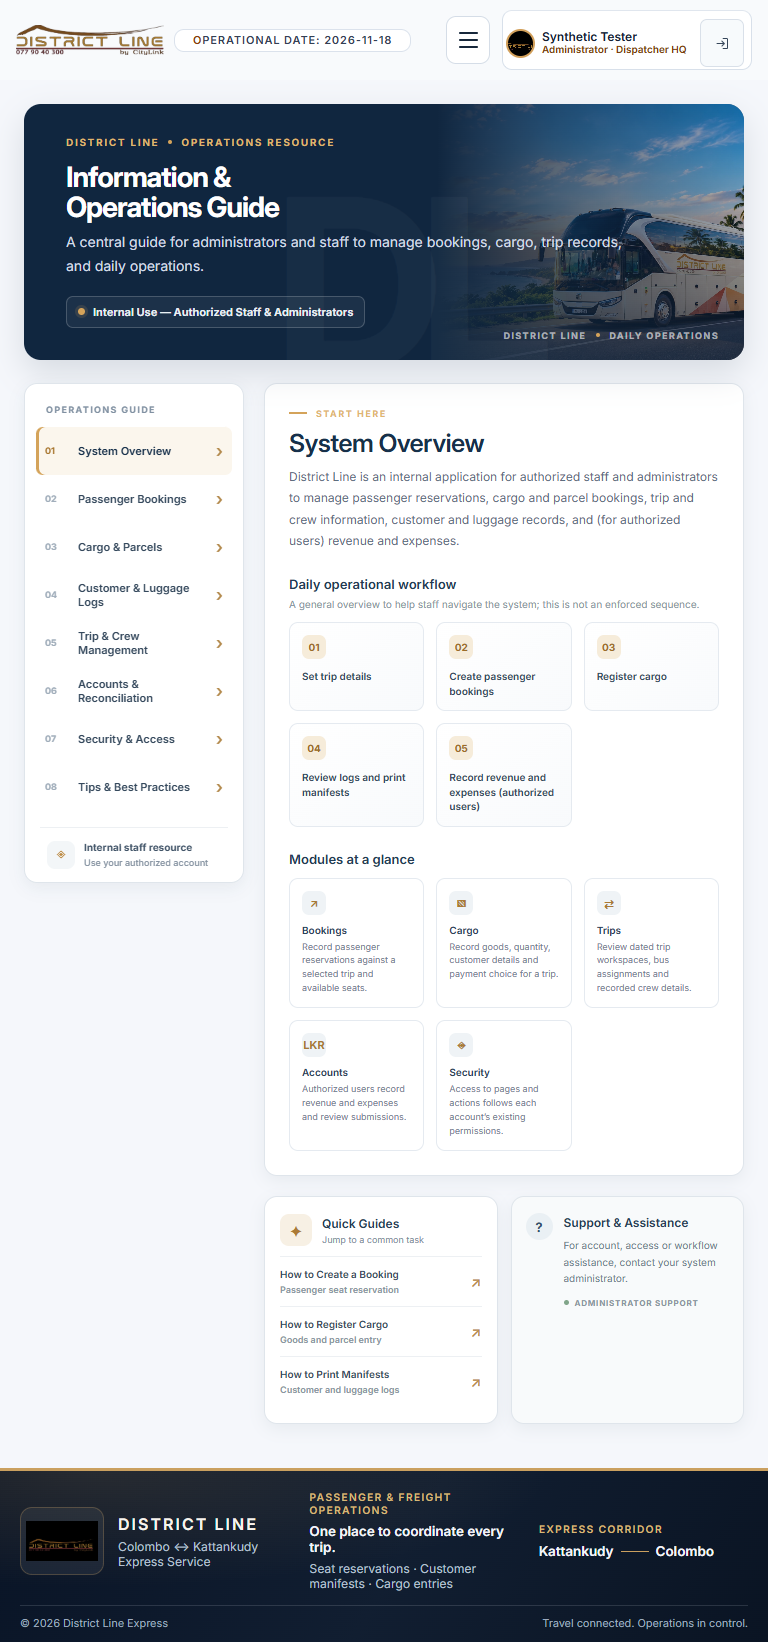 DISTRICT LINE
077 90 40 300 by CityLink
OPERATIONAL DATE: 2026-11-18
Synthetic Tester
Administrator · Dispatcher HQ
DISTRICT LINE • OPERATIONS RESOURCE
Information &
Operations Guide
A central guide for administrators and staff to manage bookings, cargo, trip records,
and daily operations.
Internal Use — Authorized Staff & Administrators
DL
DISTRICT LINE
DISTRICT LINE • DAILY OPERATIONS
OPERATIONS GUIDE
01 System Overview
02 Passenger Bookings
03 Cargo & Parcels
04 Customer & Luggage
Logs
05 Trip & Crew
Management
06 Accounts &
Reconciliation
07 Security & Access
08 Tips & Best Practices
Internal staff resource
Use your authorized account
START HERE
System Overview
District Line is an internal application for authorized staff and administrators
to manage passenger reservations, cargo and parcel bookings, trip and
crew information, customer and luggage records, and (for authorized
users) revenue and expenses.
Daily operational workflow
A general overview to help staff navigate the system; this is not an enforced sequence.
01
Set trip details
02
Create passenger
bookings
03
Register cargo
04
Review logs and print
manifests
05
Record revenue and
expenses (authorized
users)
Modules at a glance
Bookings
Record passenger
reservations against a
selected trip and
available seats.
Cargo
Record goods, quantity,
customer details and
payment choice for a trip.
Trips
Review dated trip
workspaces, bus
assignments and
recorded crew details.
LKR
Accounts
Authorized users record
revenue and expenses
and review submissions.
Security
Access to pages and
actions follows each
account's existing
permissions.
Quick Guides
Jump to a common task
How to Create a Booking
Passenger seat reservation
How to Register Cargo
Goods and parcel entry
How to Print Manifests
Customer and luggage logs
?
Support & Assistance
For account, access or workflow
assistance, contact your system
administrator.
ADMINISTRATOR SUPPORT
DISTRICT LINE
DISTRICT LINE
Colombo ↔ Kattankudy
Express Service
PASSENGER & FREIGHT
OPERATIONS
One place to coordinate every
trip.
Seat reservations · Customer
manifests · Cargo entries
EXPRESS CORRIDOR
Kattankudy — Colombo
© 2026 District Line Express
Travel connected. Operations in control.